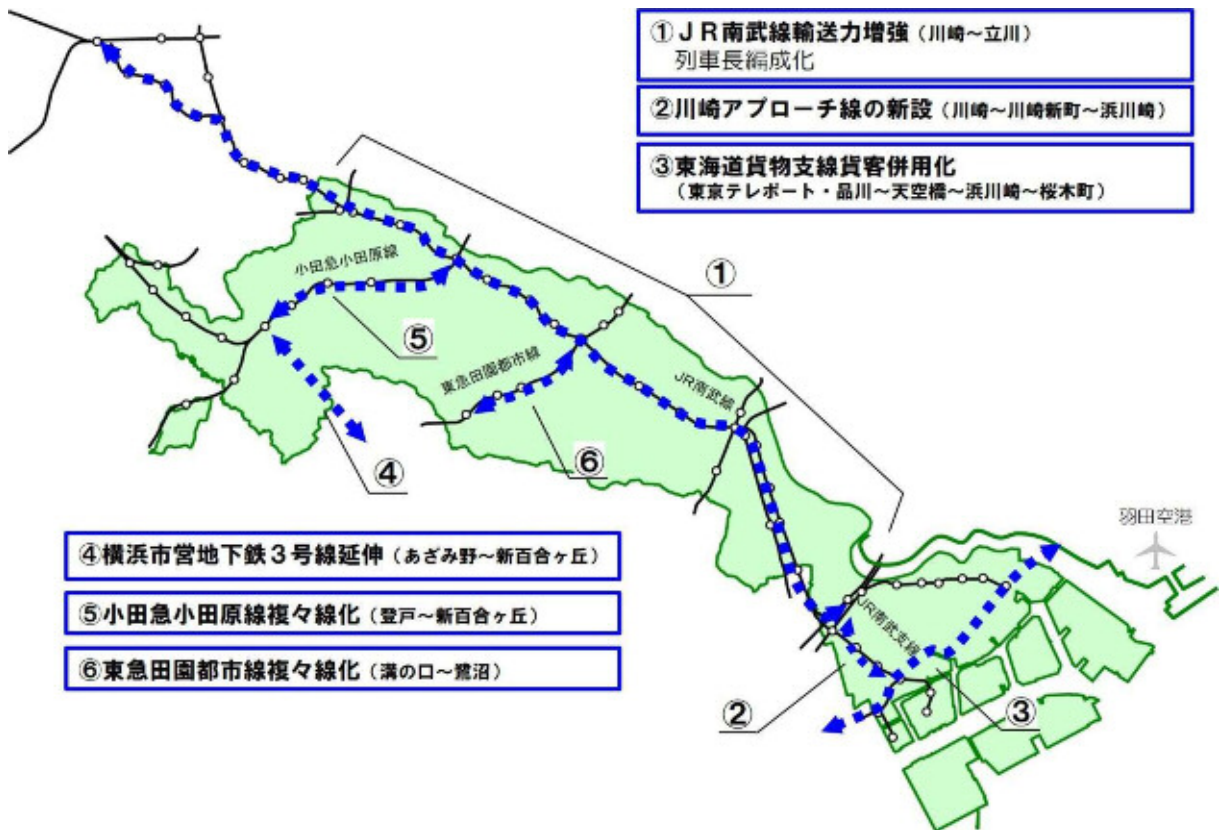 ①ＪＲ南武線輸送力増強（川崎～立川）
列車長編成化
②川崎アプローチ線の新設（川崎～川崎新町～浜川崎）
③東海道貨物支線貨客併用化
（東京テレポート・品川～天空橋～浜川崎～桜木町）
①
小田急小田原線
⑤
東急田園都市線
JR南武線
④
⑥
羽田空港
④横浜市営地下鉄３号線延伸（あざみ野～新百合ヶ丘）
⑤小田急小田原線複々線化（登戸～新百合ヶ丘）
⑥東急田園都市線複々線化（溝の口～鷺沼）
JR南武支線
②
③